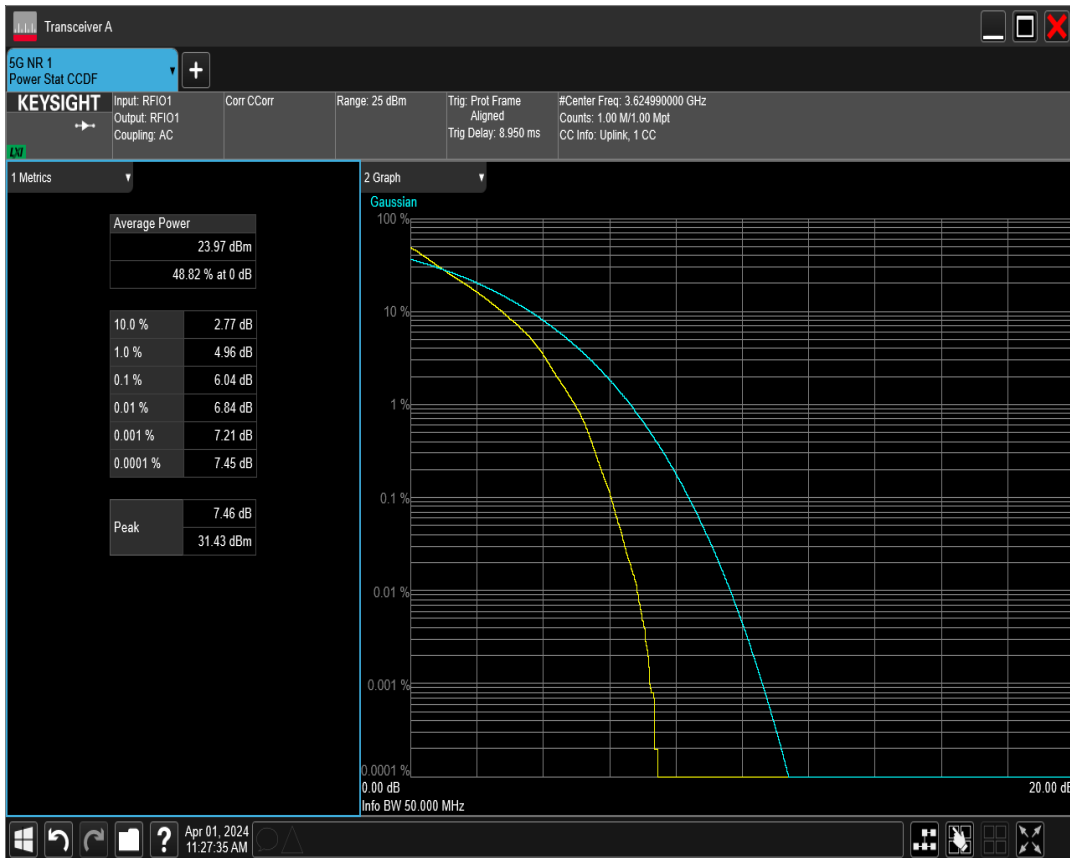 Transceiver A
5G NR 1
Power Stat CCDF
KEYSIGHT
LXI
Input: RFIO1
Output: RFIO1
Coupling: AC
Corr CCorr
Range: 25 dBm
Trig: Prot Frame
Aligned
Trig Delay: 8.950 ms
#Center Freq: 3.624990000 GHz
Counts: 1.00 M/1.00 Mpt
CC Info: Uplink, 1 CC
1 Metrics
Average Power
23.97 dBm
48.82 % at 0 dB
10.0 % 2.77 dB
1.0 % 4.96 dB
0.1 % 6.04 dB
0.01 % 6.84 dB
0.001 % 7.21 dB
0.0001 % 7.45 dB
Peak 7.46 dB
31.43 dBm
2 Graph
Gaussian
100 %
10 %
1 %
0.1 %
0.01 %
0.001 %
0.0001 %
0.00 dB 20.00 dB
Info BW 50.000 MHz
?
Apr 01, 2024
11:27:35 AM